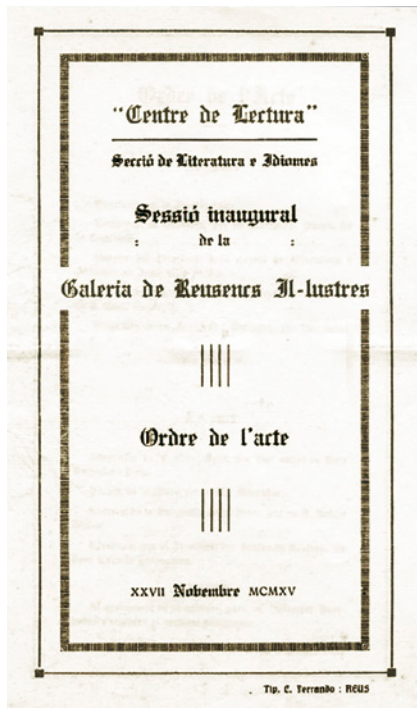 "Centre de Lectura"
Secció de Literatura e Idiomes
Sessió inaugural
: de la :
Galeria de Reusencs Il-lustres
Ordre de l'acte
XXVII Nobembre MCMXV
Tip. C. Ferrando : REUS